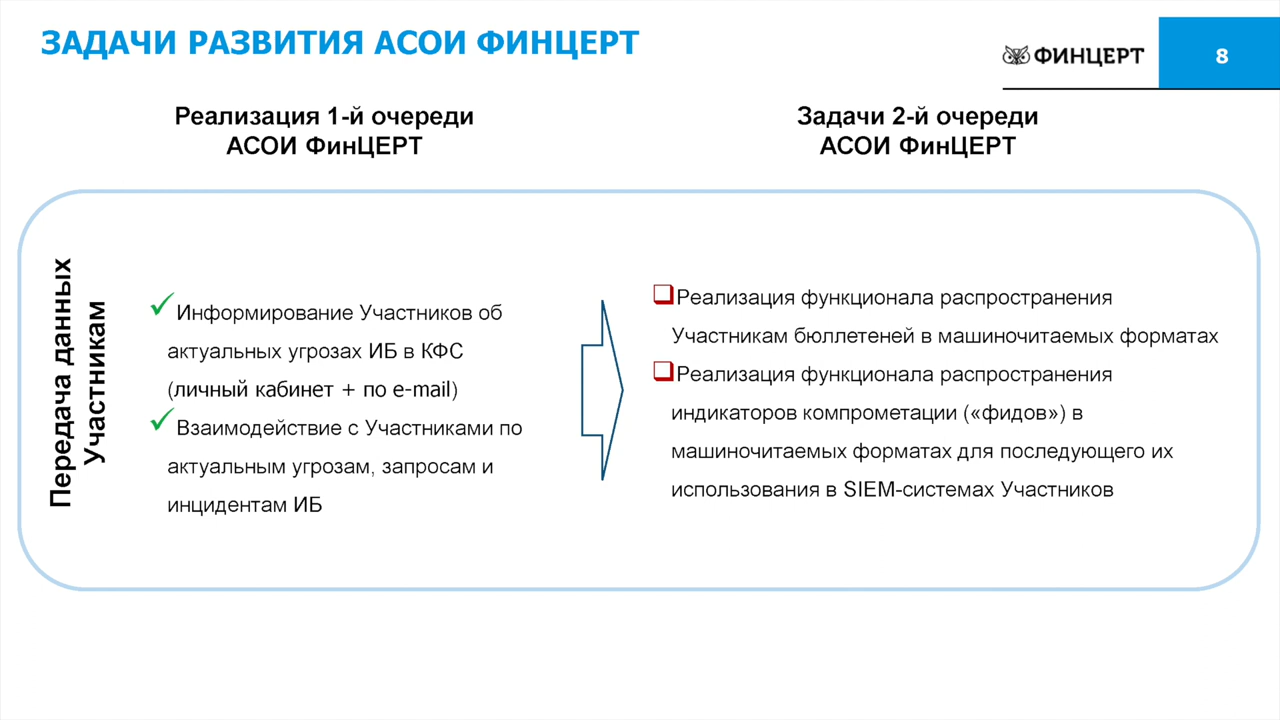 ЗАДАЧИ РАЗВИТИЯ АСОИ ФИНЦЕРТ
ФИНЦЕРТ
8
Реализация 1-й очереди
АСОИ ФинЦЕРТ
Задачи 2-й очереди
АСОИ ФинЦЕРТ
Передача данных
Участникам
Информирование Участников об
актуальных угрозах ИБ в КФС
(личный кабинет + по e-mail)
Взаимодействие с Участниками по
актуальным угрозам, запросам и
инцидентам ИБ
Реализация функционала распространения
Участникам бюллетеней в машиночитаемых форматах
Реализация функционала распространения
индикаторов компрометации («фидов») в
машиночитаемых форматах для последующего их
использования в SIEM-системах Участников